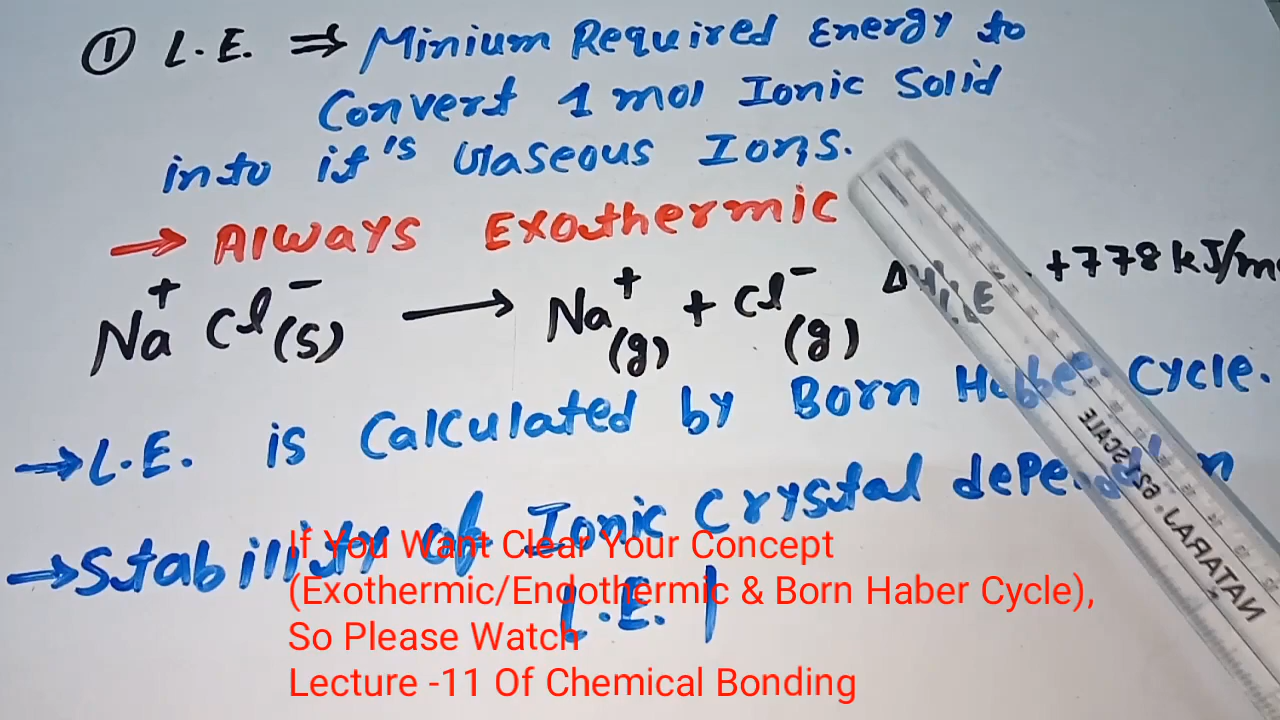 ① L.E. ⇒ Minium Required Energy to
Convert 1 mol Ionic Solid
into it's Gaseous Ions.
→ Always Exothermic
Na⁺ Cl⁻(s) → Na⁺(g) + Cl⁻(g) ΔH L.E +778 kJ/m
→ L.E. is Calculated by Born Haber Cycle.
→ Stability of Ionic Crystal depend on
L.E. |
If You Want Clear Your Concept
(Exothermic/Endothermic & Born Haber Cycle),
So Please Watch
Lecture -11 Of Chemical Bonding
SCALE
NATARAJ. 621